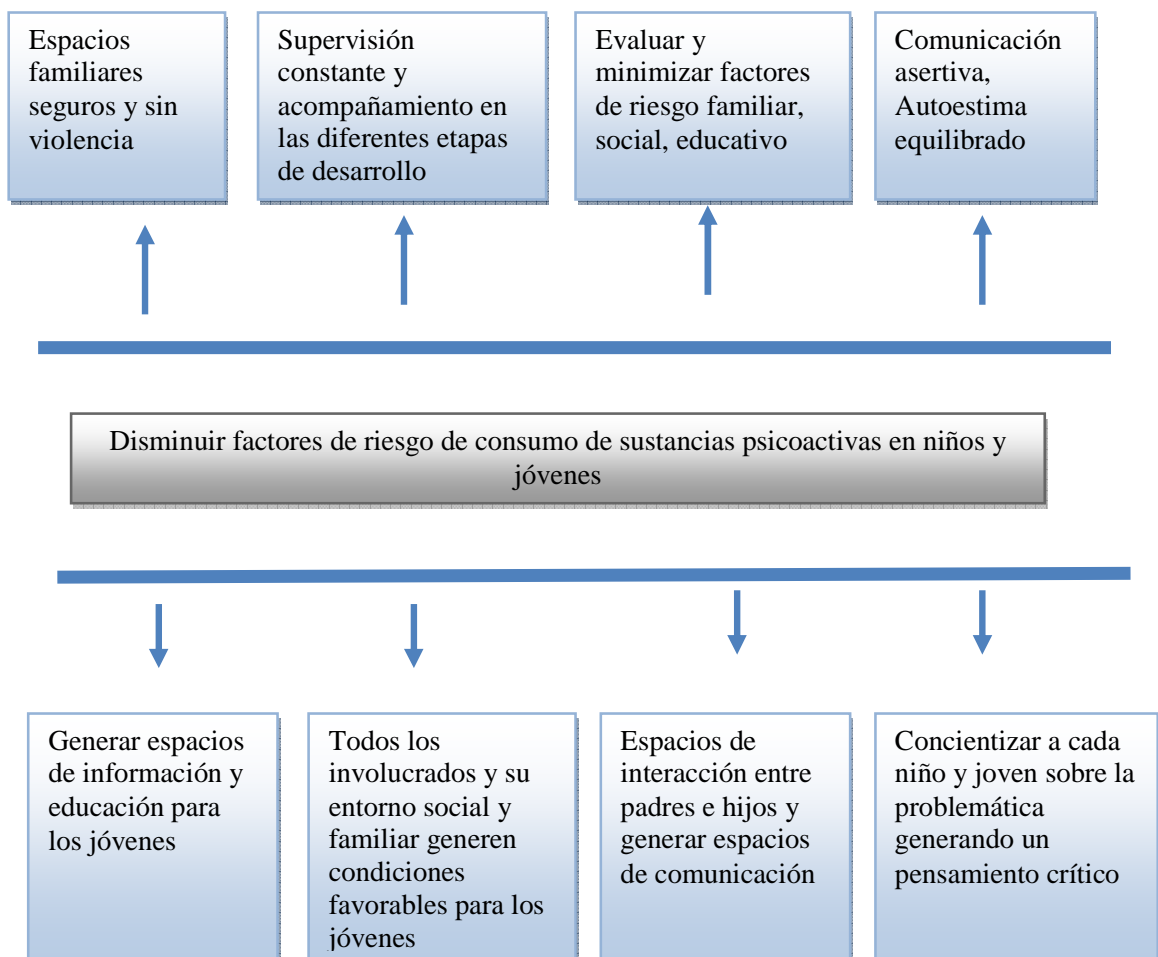 Espacios
familiares
seguros y sin
violencia
Supervisión
constante y
acompañamiento en
las diferentes etapas
de desarrollo
Evaluar y
minimizar factores
de riesgo familiar,
social, educativo
Comunicación
asertiva,
Autoestima
equilibrado
Disminuir factores de riesgo de consumo de sustancias psicoactivas en niños y
jóvenes
Generar espacios
de información y
educación para
los jóvenes
Todos los
involucrados y su
entorno social y
familiar generen
condiciones
favorables para los
jóvenes
Espacios de
interacción entre
padres e hijos y
generar espacios
de comunicación
Concientizar a cada
niño y joven sobre la
problemática
generando un
pensamiento crítico